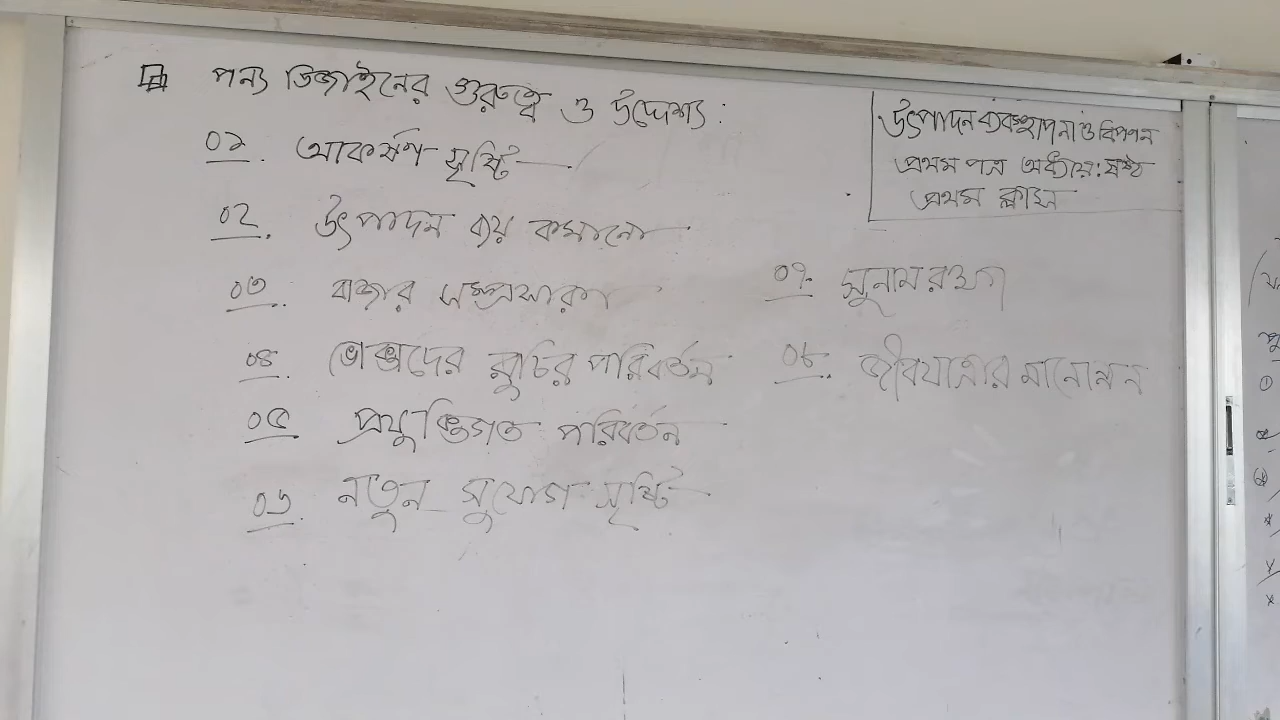 পন্য ডিজাইনের গুরুত্ব ও উদ্দেশ্য :
উৎপাদন ব্যবস্থাপনা ও বিপণন
প্রথম পত্র অধ্যায় : ষষ্ঠ
প্রথম ক্লাস
০১. আকর্ষণ সৃষ্টি
০২. উৎপাদন ব্যয় কমানো
০৩. বাজার সম্প্রসারণ
০৪. ভোক্তাদের রুচির পরিবর্তন
০৫. প্রযুক্তিগত পরিবর্তন
০৬. নতুন সুযোগ সৃষ্টি
০৭. সুনাম রক্ষা
০৮. জীবযাত্রার মানোন্নন